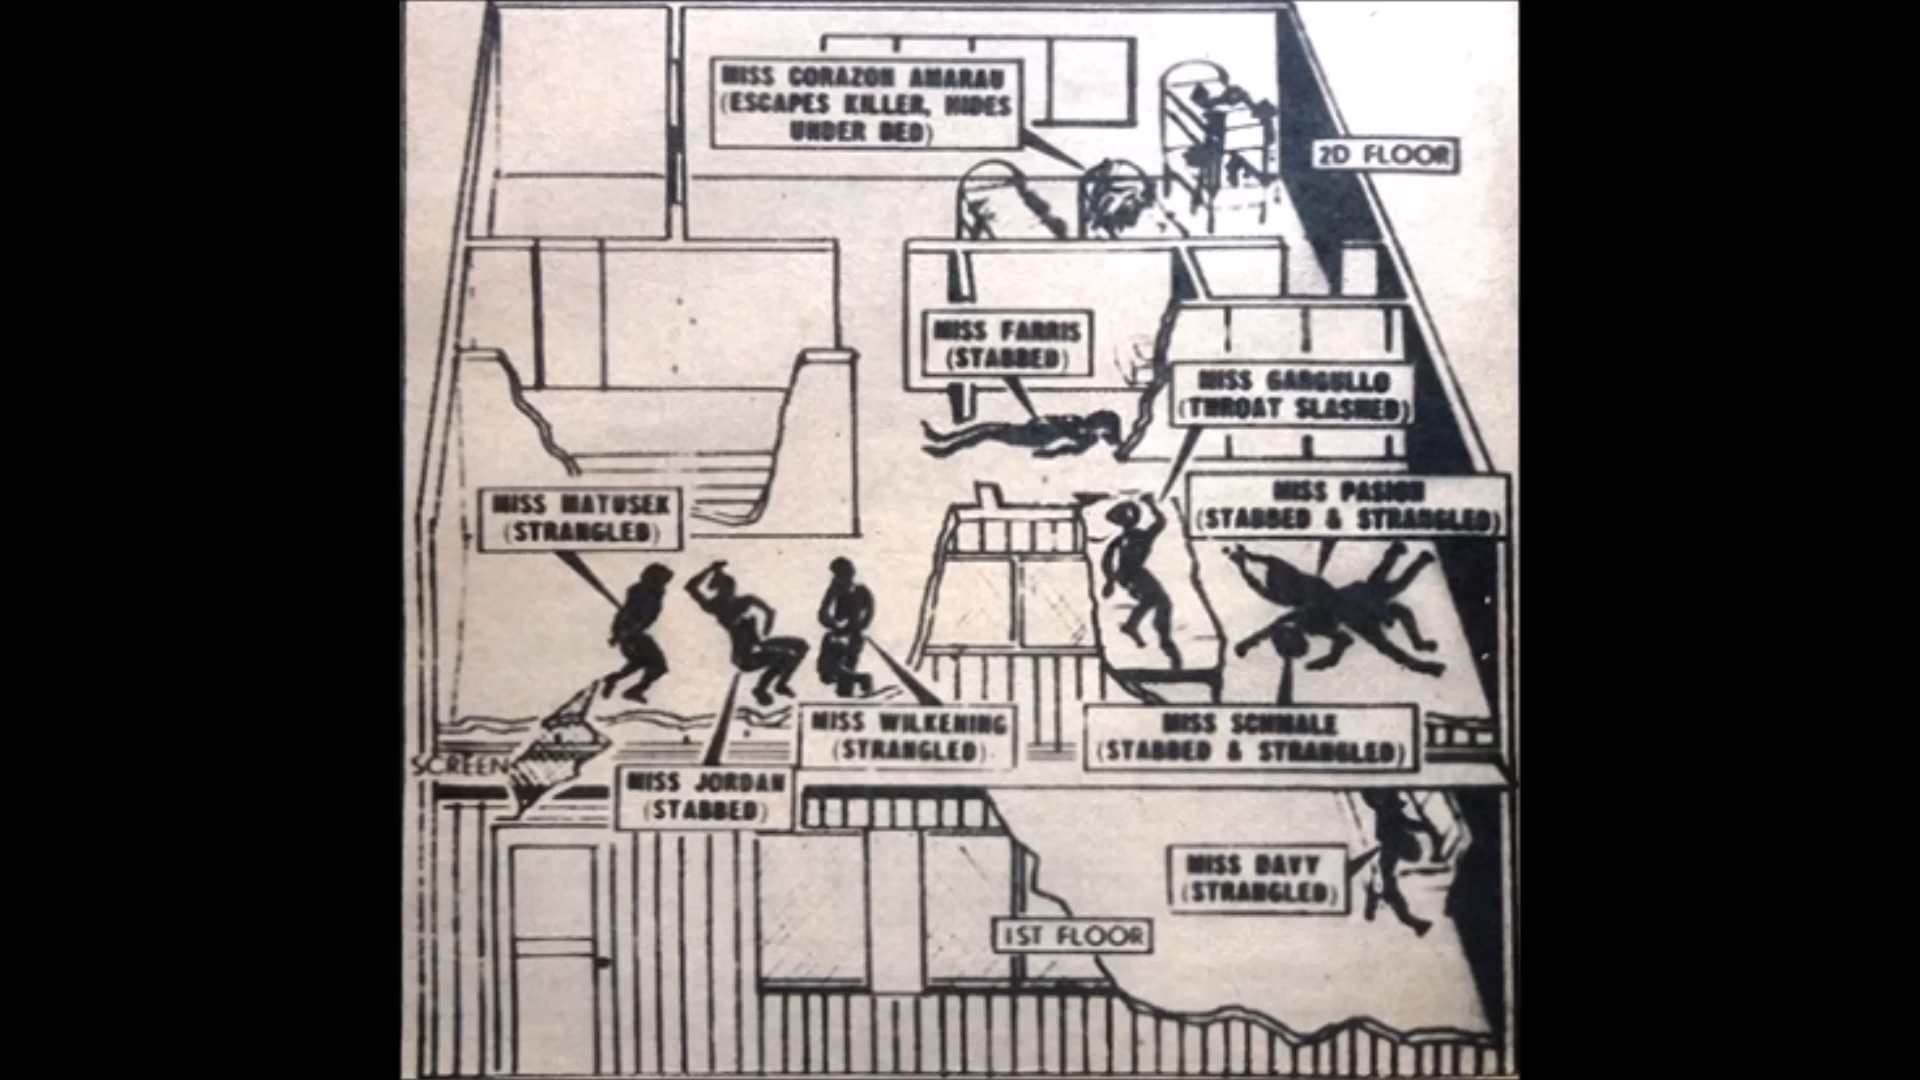 MISS CORAZON AMARAU
(ESCAPES KILLER, HIDES
UNDER BED)
2D FLOOR
MISS FARRIS
(STABBED)
MISS GARGULLO
(THROAT SLASHED)
MISS PASION
(STABBED & STRANGLED)
MISS MATUSEK
(STRANGLED)
MISS WILKENING
(STRANGLED)
MISS SCHMALE
(STABBED & STRANGLED)
SCREEN
MISS JORDAN
(STABBED)
MISS DAVY
(STRANGLED)
1ST FLOOR